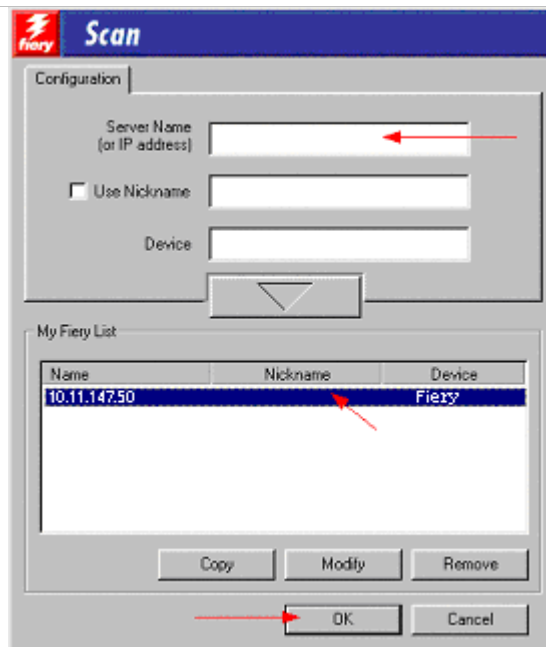 fiery Scan
Configuration
Server Name
(or IP address)
Use Nickname
Device
My Fiery List
Name Nickname Device
10.11.147.50 Fiery
Copy Modify Remove
OK Cancel